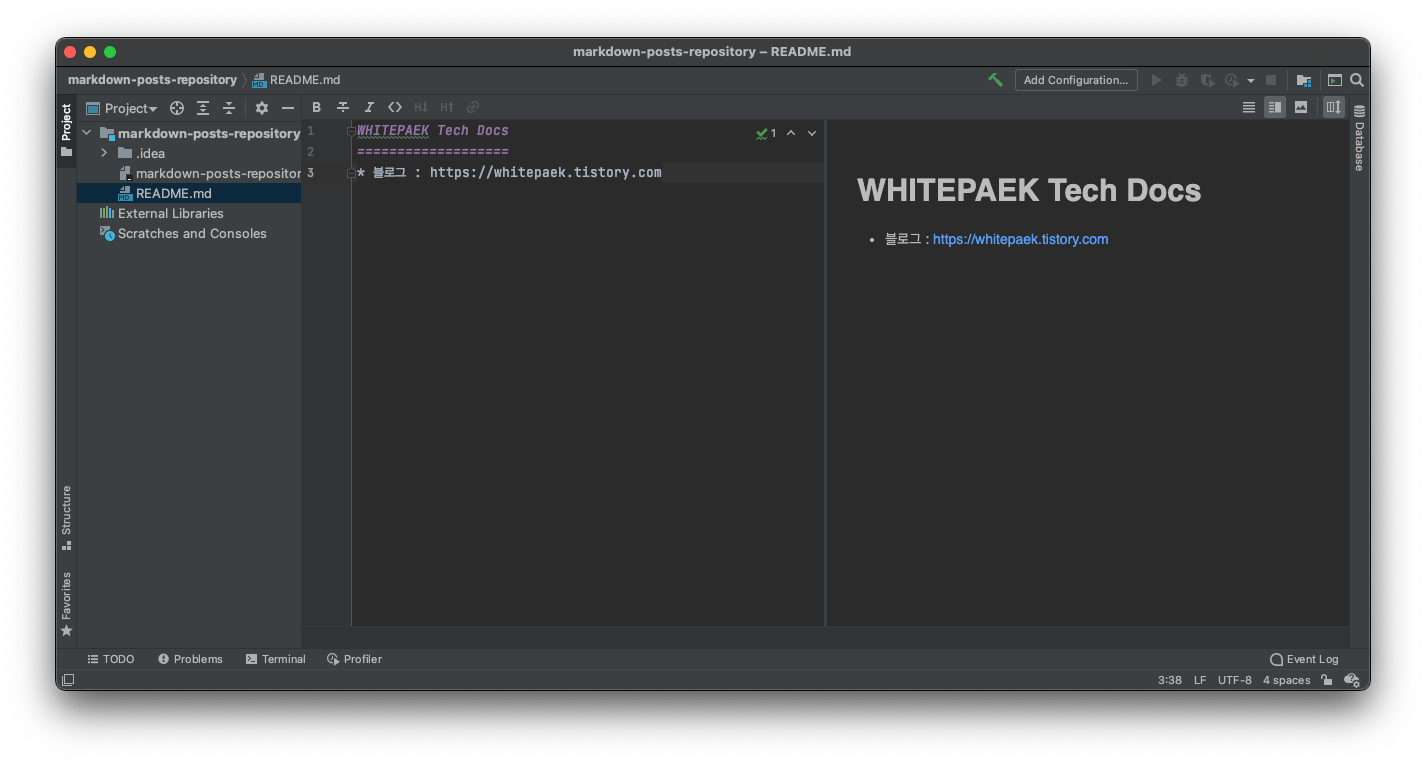 markdown-posts-repository – README.md
markdown-posts-repository README.md
Add Configuration...
Project
Project
B I <> H↓ H↑
markdown-posts-repository
.idea
markdown-posts-repositor
README.md
External Libraries
Scratches and Consoles
1 WHITEPAEK Tech Docs
2 ===================
3 * 블로그 : https://whitepaek.tistory.com
1
WHITEPAEK Tech Docs
• 블로그 : https://whitepaek.tistory.com
Database
Structure
Favorites
TODO Problems Terminal Profiler
Event Log
3:38 LF UTF-8 4 spaces